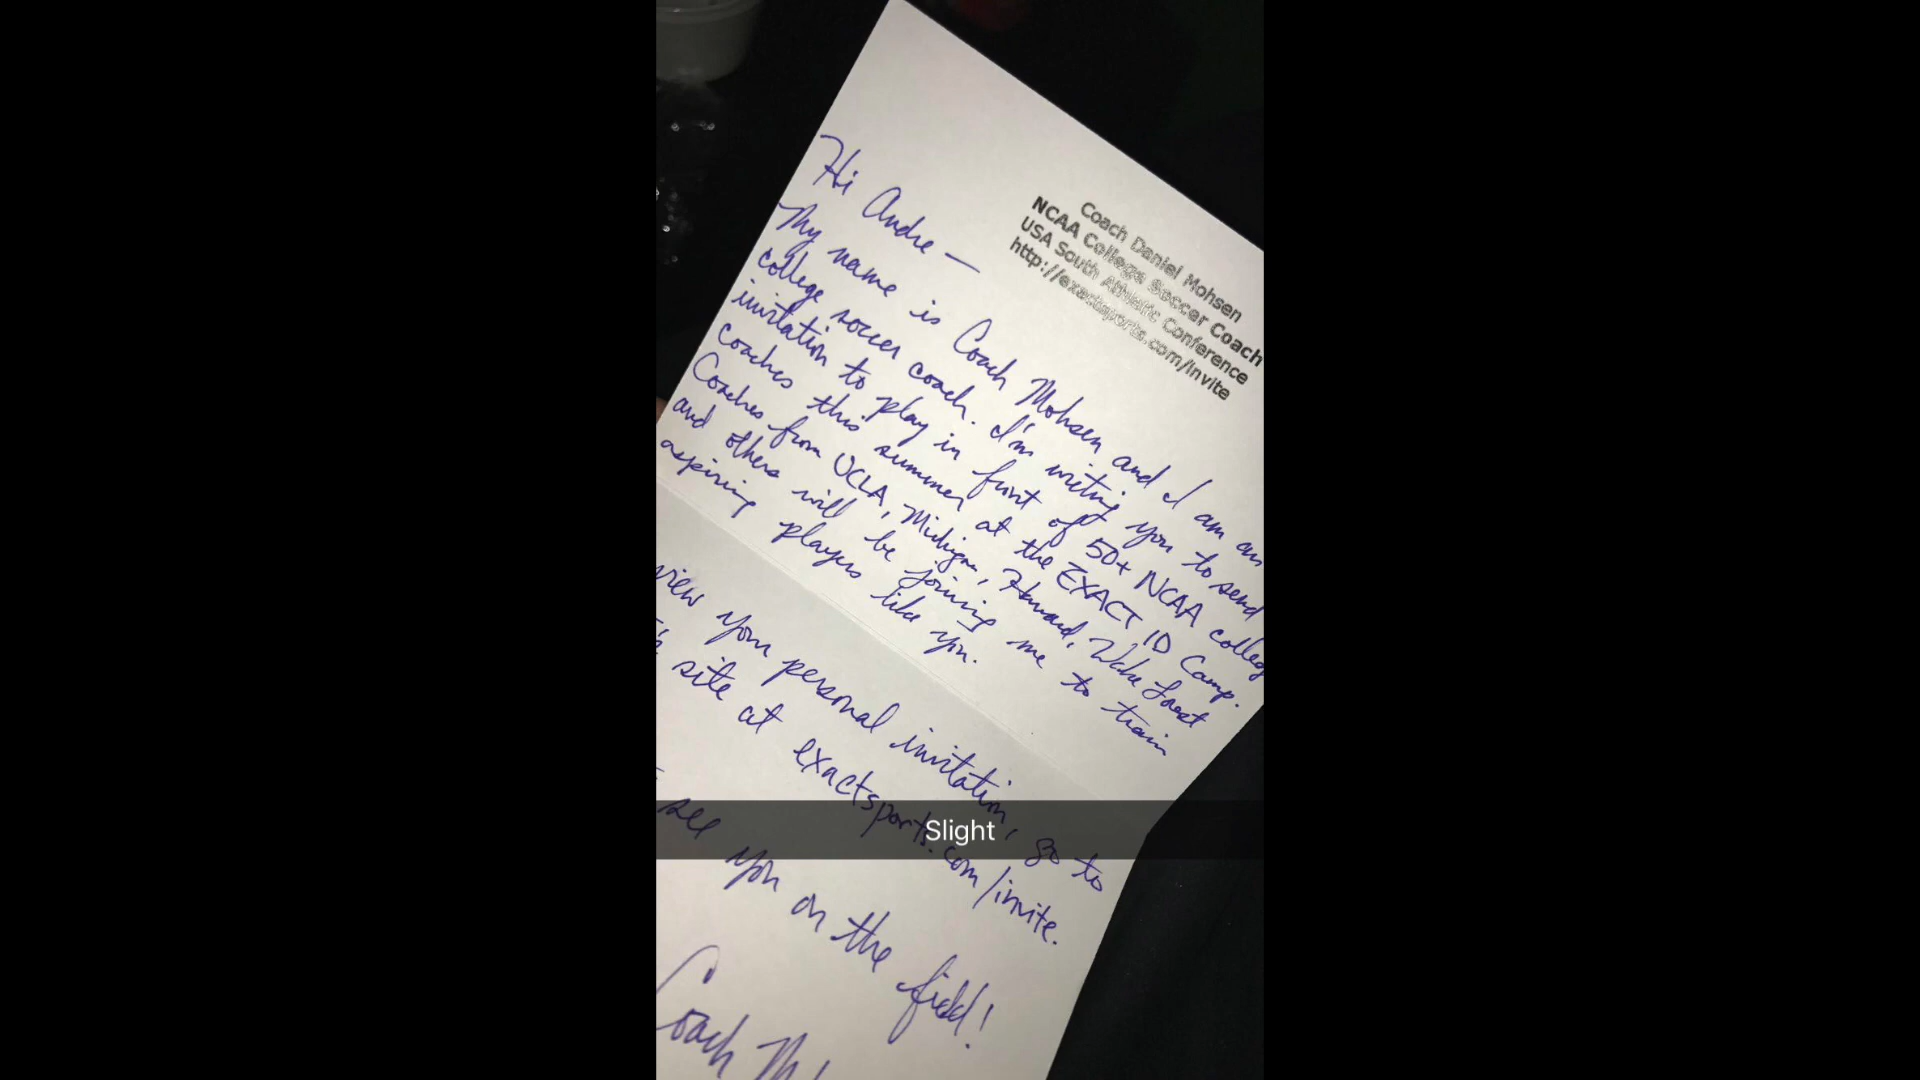 Coach Daniel Mohsen
NCAA College Soccer Coach
USA South Athletic Conference
http://exactsports.com/invite
Hi Andre —
My name is Coach Mohsen and I am an
college soccer coach. I'm writing you to send
invitation to play in front of 50+ NCAA colleg
coaches this summer at the EXACT ID Camp.
Coaches from UCLA, Michigan, Harvard, Wake Forest
and others will be joining me to train
aspiring players like you.
view your personal invitation, go to
site at exactsports.com/invite.
see you on the field!
Coach
Slight